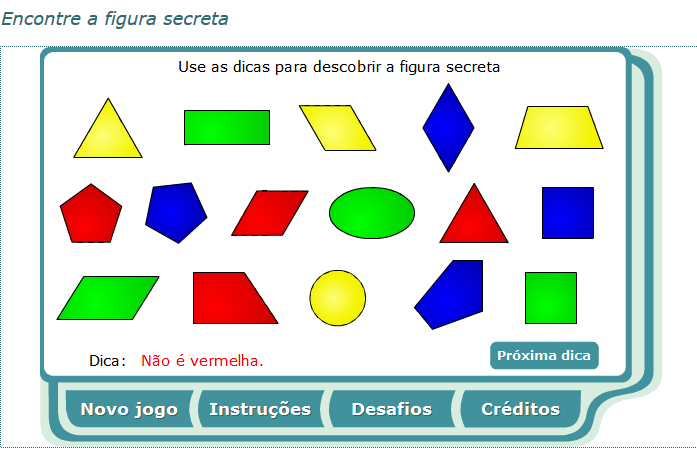 Encontre a figura secreta
Use as dicas para descobrir a figura secreta
Dica: Não é vermelha.
Próxima dica
Novo jogo Instruções Desafios Créditos